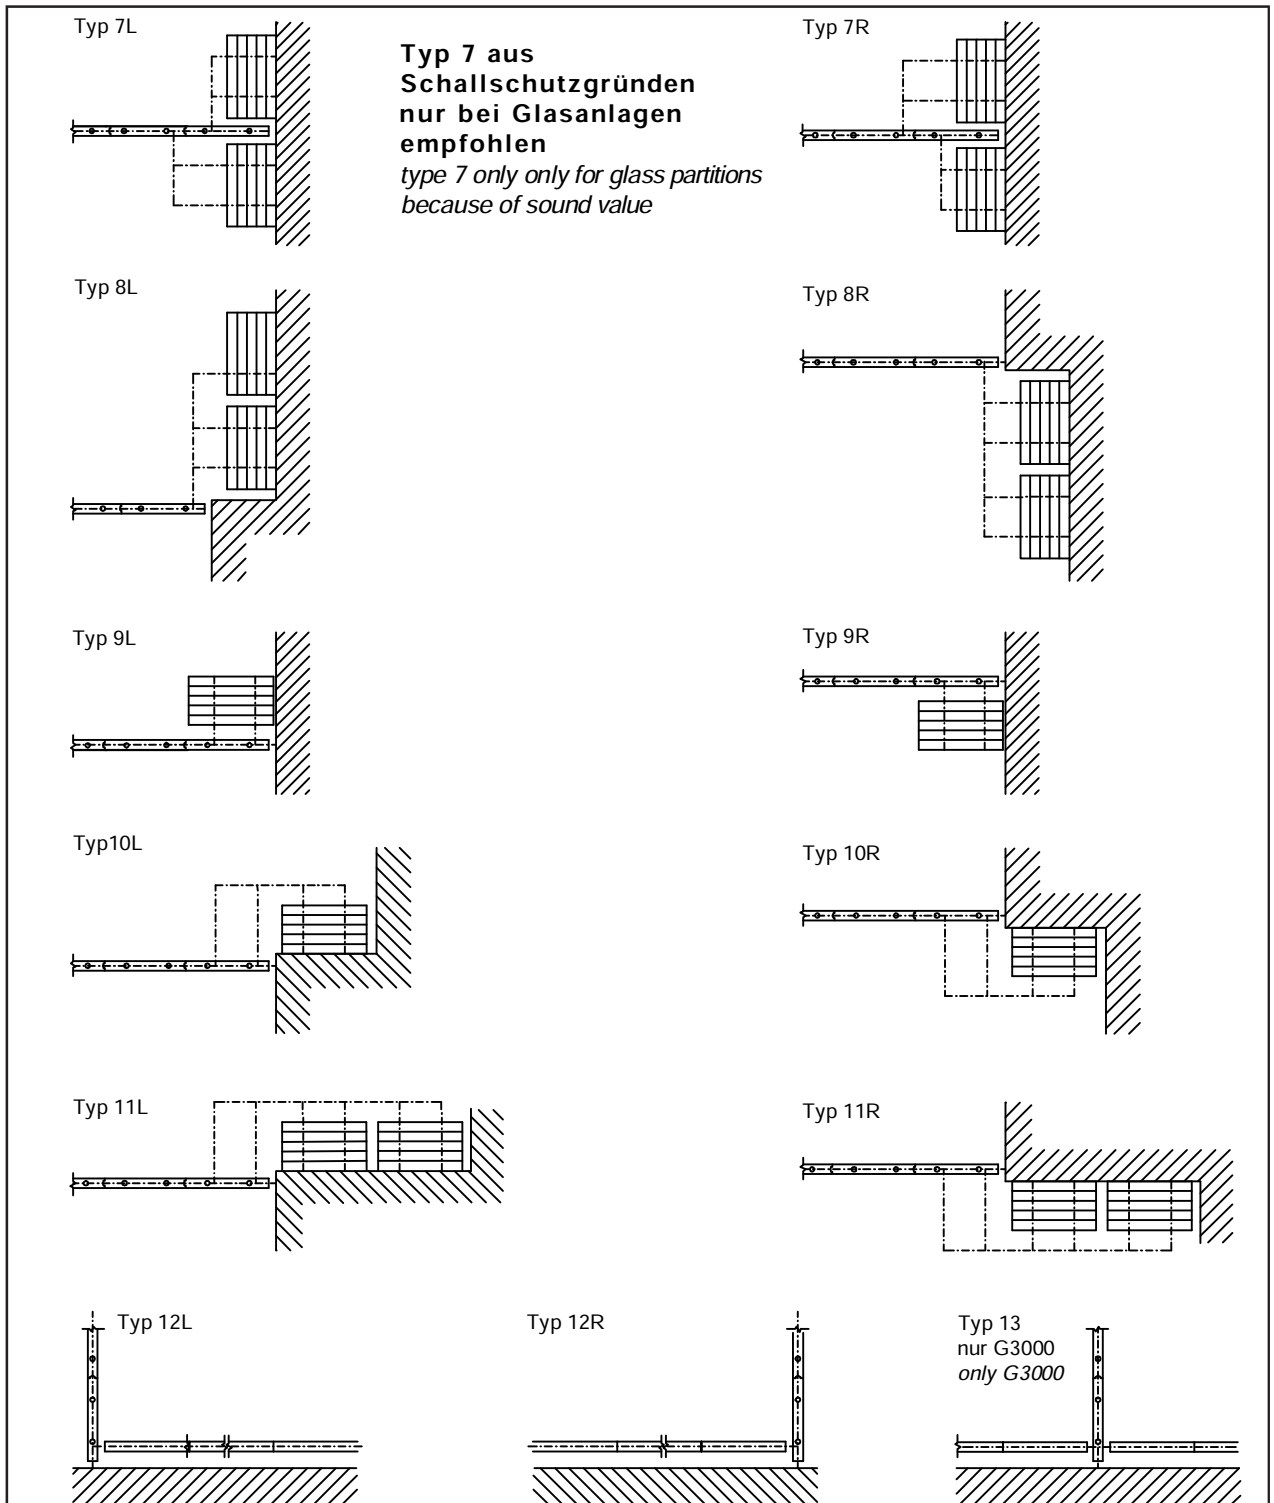 Typ 7L
Typ 7 aus
Schallschutzgründen
nur bei Glasanlagen
empfohlen
type 7 only only for glass partitions
because of sound value
Typ 7R
Typ 8L
Typ 8R
Typ 9L
Typ 9R
Typ10L
Typ 10R
Typ 11L
Typ 11R
Typ 12L
Typ 12R
Typ 13
nur G3000
only G3000